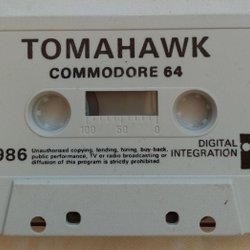 TOMAHAWK
COMMODORE 64
100 50 0
986 Unauthorised copying, lending, hiring, buy-back,
public performance, TV or radio broadcasting or
diffusion of this program is strictly prohibited.
DIGITAL
INTEGRATION